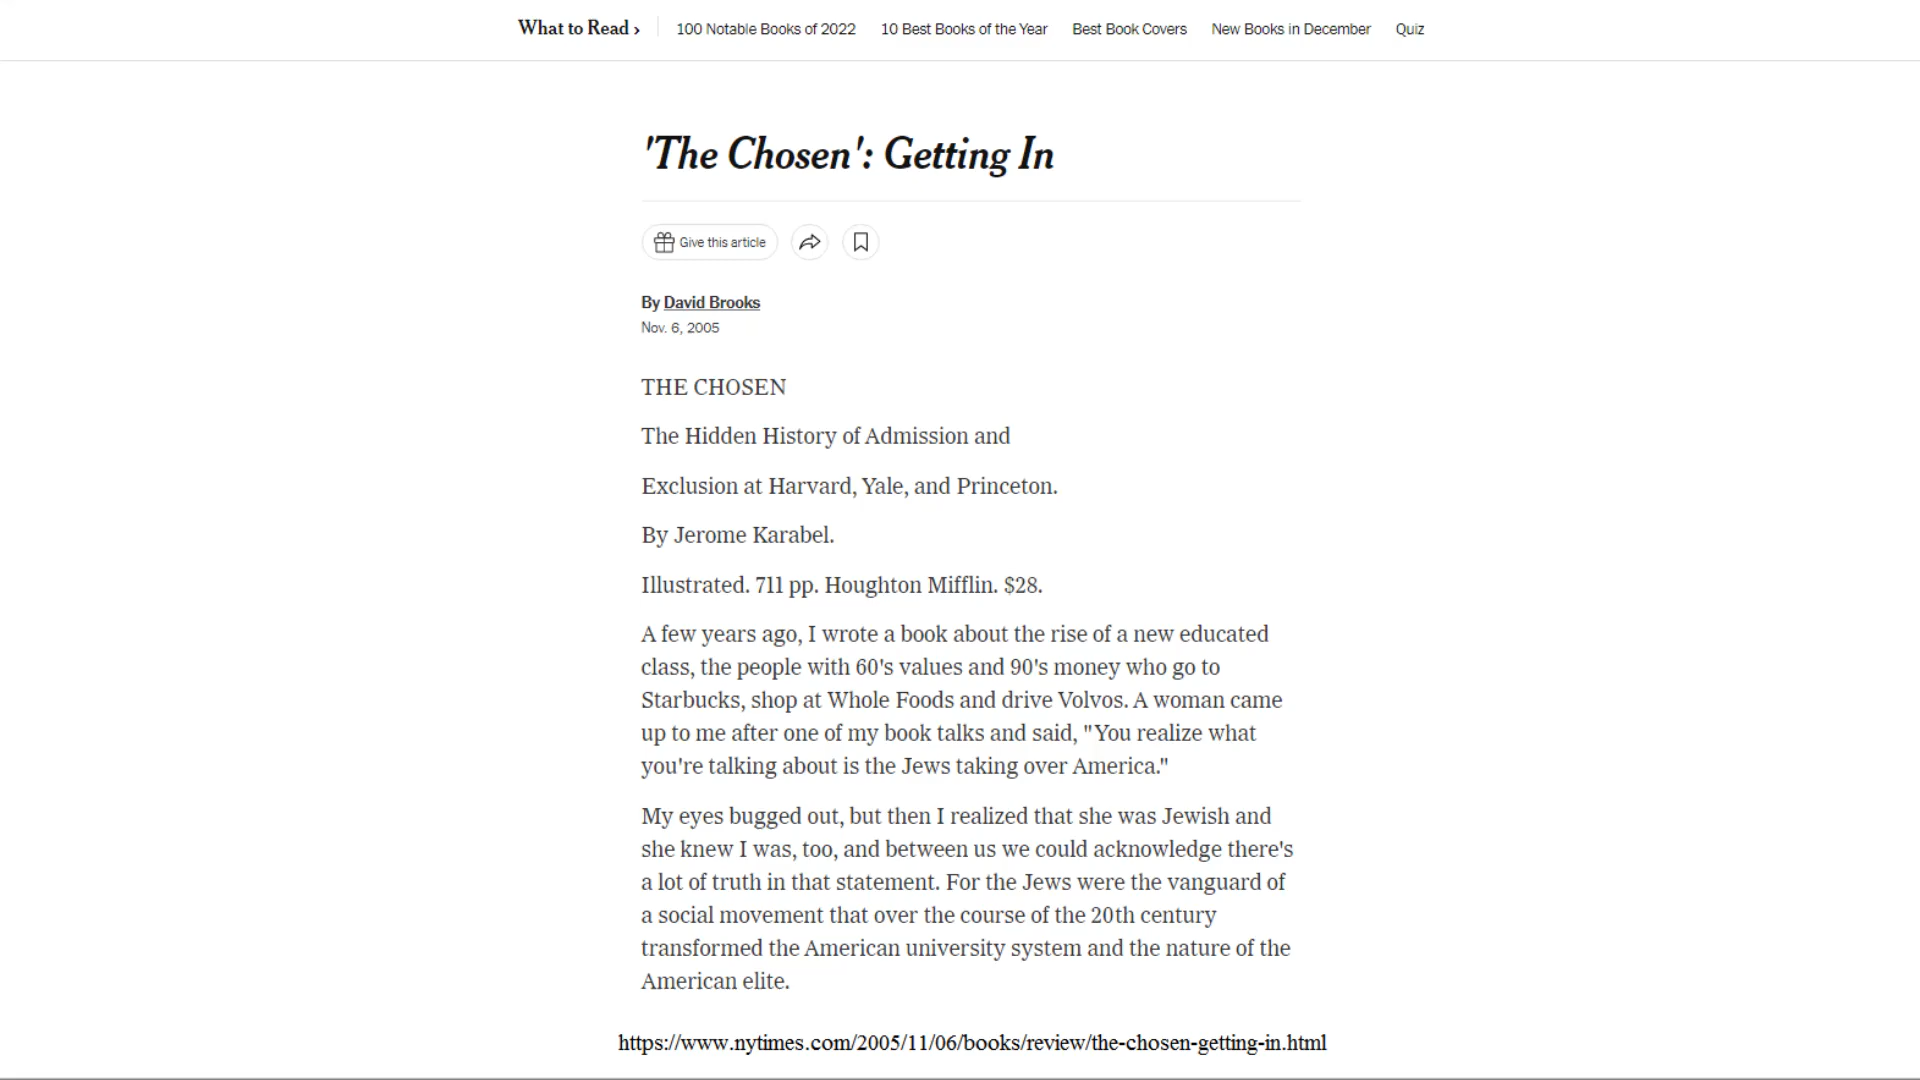 What to Read › 100 Notable Books of 2022 10 Best Books of the Year Best Book Covers New Books in December Quiz
'The Chosen': Getting In
Give this article
By David Brooks
Nov. 6, 2005
THE CHOSEN
The Hidden History of Admission and
Exclusion at Harvard, Yale, and Princeton.
By Jerome Karabel.
Illustrated. 711 pp. Houghton Mifflin. $28.
A few years ago, I wrote a book about the rise of a new educated
class, the people with 60's values and 90's money who go to
Starbucks, shop at Whole Foods and drive Volvos. A woman came
up to me after one of my book talks and said, "You realize what
you're talking about is the Jews taking over America."
My eyes bugged out, but then I realized that she was Jewish and
she knew I was, too, and between us we could acknowledge there's
a lot of truth in that statement. For the Jews were the vanguard of
a social movement that over the course of the 20th century
transformed the American university system and the nature of the
American elite.
https://www.nytimes.com/2005/11/06/books/review/the-chosen-getting-in.html